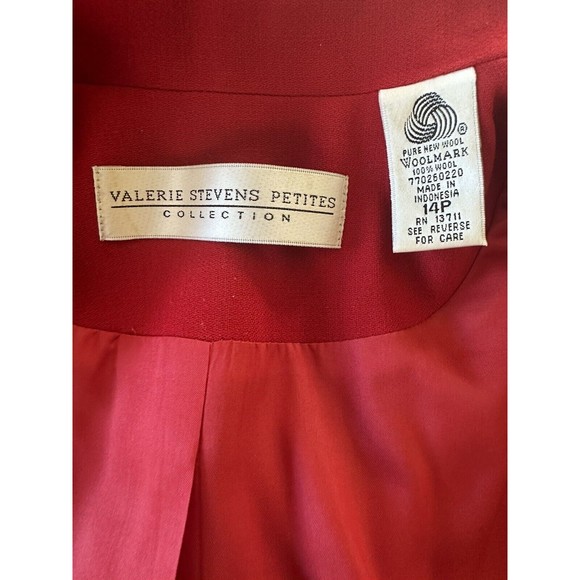 VALERIE STEVENS PETITES
COLLECTION
®
PURE NEW WOOL
WOOLMARK
100% WOOL
770260220
MADE IN
INDONESIA
14P
RN 13711
SEE REVERSE
FOR CARE